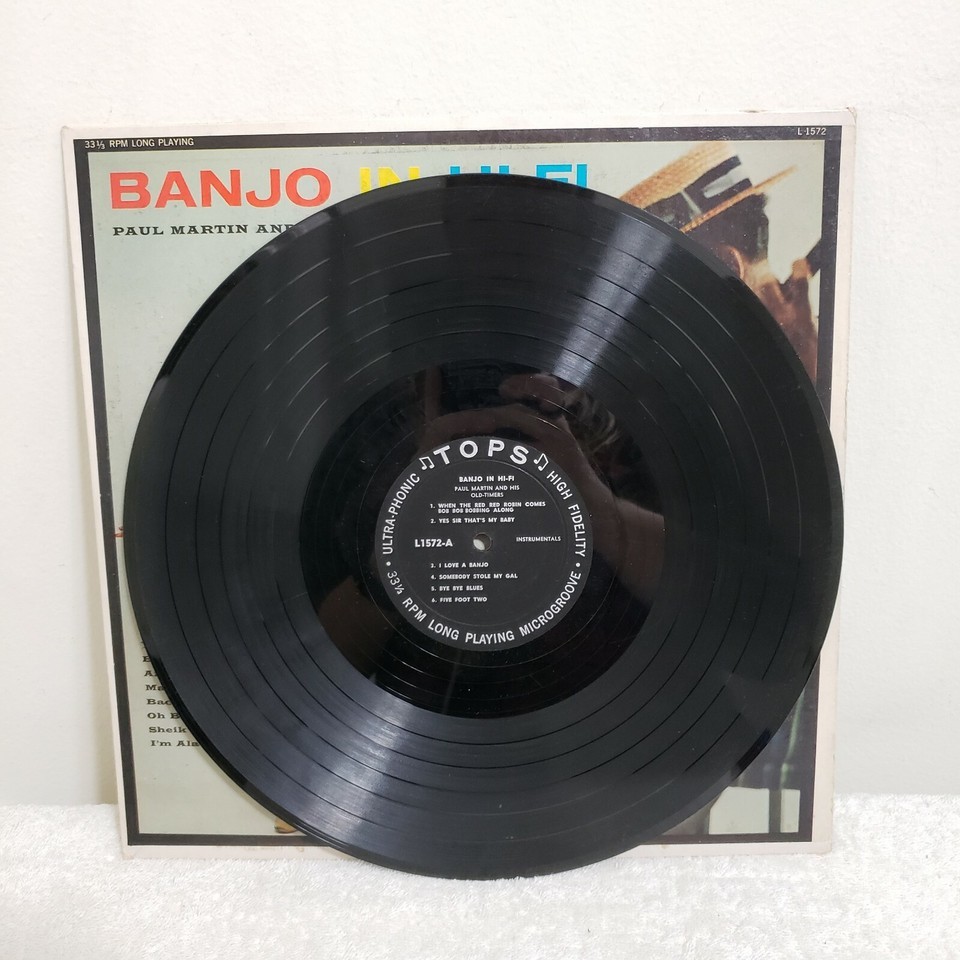 33⅓ RPM LONG PLAYING
L 1572
BANJO IN HI-FI
PAUL MARTIN AND
Oh
Sheik
I'm
♫ TOPS ♫
ULTRA-PHONIC • HIGH FIDELITY
BANJO IN HI-FI
PAUL MARTIN AND HIS
OLD-TIMERS
1. WHEN THE RED RED ROBIN COMES
BOB BOB BOBBING ALONG
2. YES SIR THAT'S MY BABY
L1572-A
INSTRUMENTALS
3. I LOVE A BANJO
4. SOMEBODY STOLE MY GAL
5. BYE BYE BLUES
6. FIVE FOOT TWO
• 33⅓ RPM LONG PLAYING MICROGROOVE •